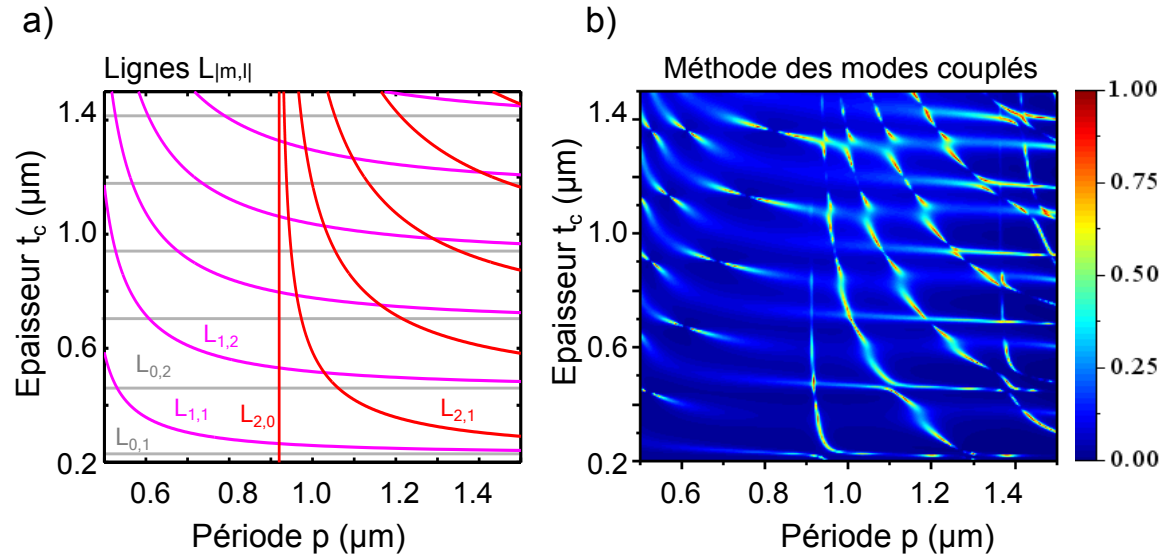 a)
Lignes L|m,l|
1.4
1.0
0.6
0.2
Epaisseur t_c (µm)
L1,2
L0,2
L1,1
L0,1
L2,0
L2,1
0.6 0.8 1.0 1.2 1.4
Période p (µm)
b)
Méthode des modes couplés
1.4
1.0
0.6
0.2
Epaisseur t_c (µm)
0.6 0.8 1.0 1.2 1.4
Période p (µm)
1.00
0.75
0.50
0.25
0.00